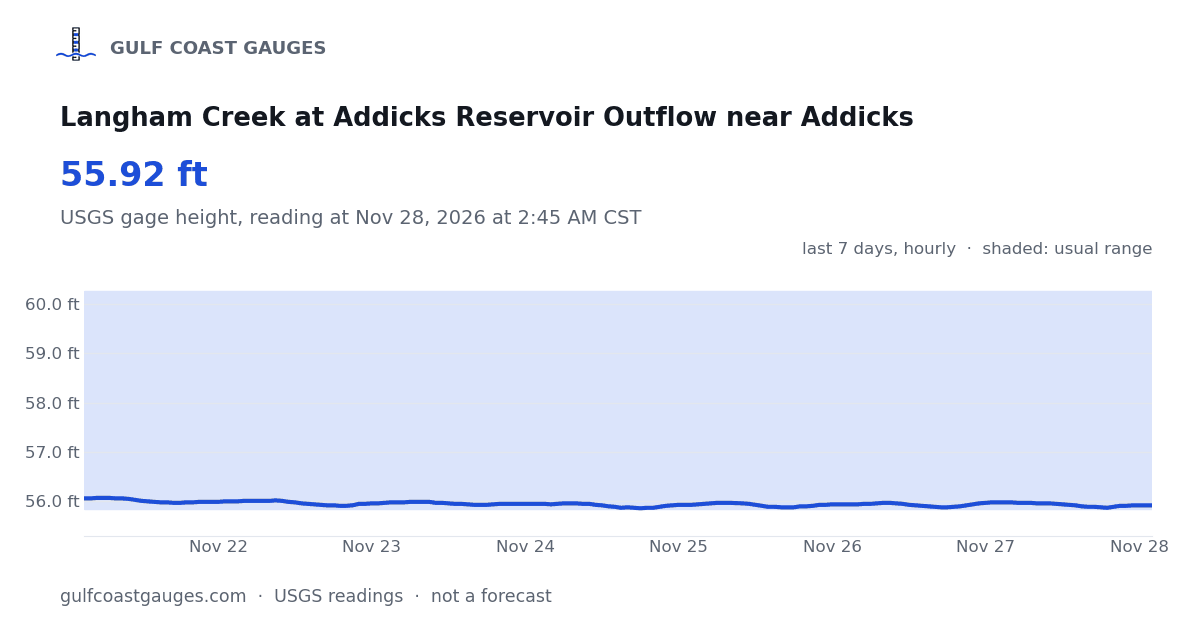 GULF COAST GAUGES
Langham Creek at Addicks Reservoir Outflow near Addicks
55.92 ft
USGS gage height, reading at Nov 28, 2026 at 2:45 AM CST
last 7 days, hourly · shaded: usual range
60.0 ft
59.0 ft
58.0 ft
57.0 ft
56.0 ft
Nov 22 Nov 23 Nov 24 Nov 25 Nov 26 Nov 27 Nov 28
gulfcoastgauges.com · USGS readings · not a forecast